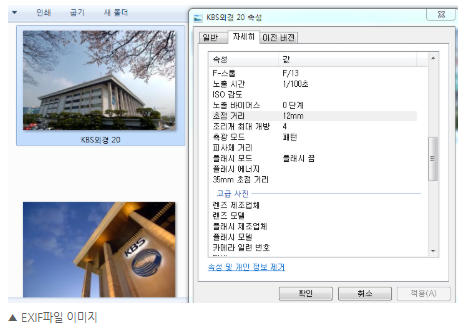 인쇄 굽기 새 폴더
KBS외경 20
KBS
KBS외경 20 속성
일반 자세히 이전 버전
속성 값
F-스톱 F/13
노출 시간 1/100초
ISO 감도
노출 바이어스 0 단계
초점 거리 12mm
조리개 최대 개방 4
측광 모드 패턴
피사체 거리
플래시 모드 플래시 끔
플래시 에너지
35mm 초점 거리
고급 사진
렌즈 제조업체
렌즈 모델
플래시 제조업체
플래시 모델
카메라 일련 번호
속성 및 개인 정보 제거
확인 취소 적용(A)
▲ EXIF파일 이미지